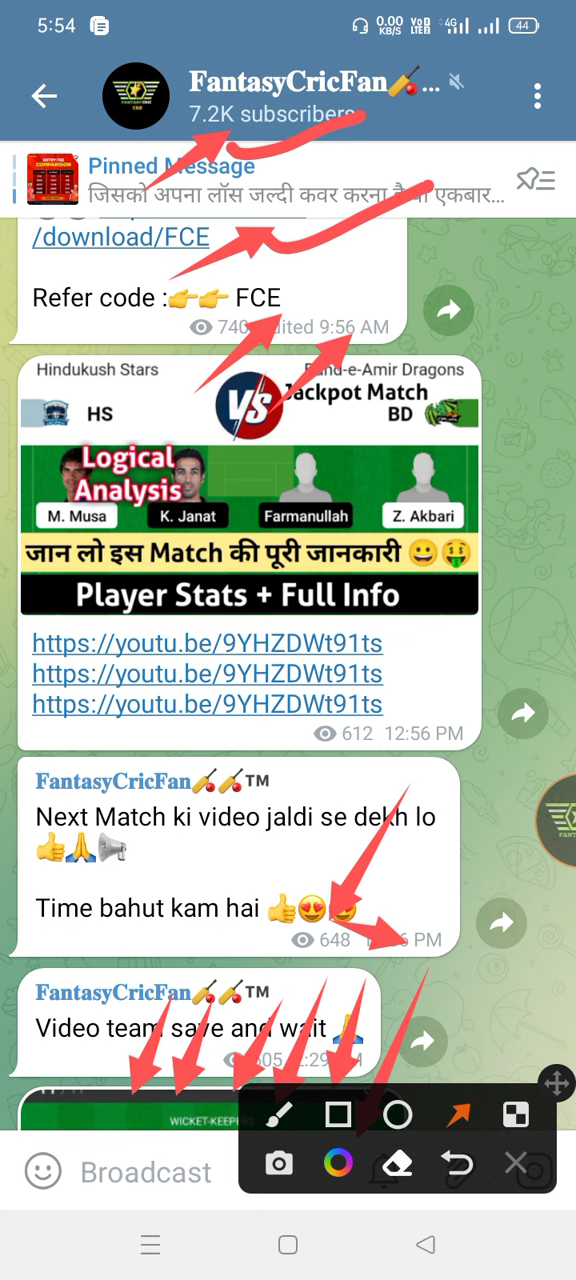 5:54
0.00 KB/S
4G
44
FantasyCricFan🏏...
7.2K subscribers
Pinned Message
जिसको अपना लॉस जल्दी कवर करना है वो एकबार...
/download/FCE
Refer code :👉👉 FCE
740 edited 9:56 AM
Hindukush Stars
Band-e-Amir Dragons
Jackpot Match
HS
VS
BD
Logical
Analysis
M. Musa
K. Janat
Farmanullah
Z. Akbari
जान लो इस Match की पूरी जानकारी 😀🤑
Player Stats + Full Info
https://youtu.be/9YHZDWt91ts
https://youtu.be/9YHZDWt91ts
https://youtu.be/9YHZDWt91ts
612 12:56 PM
FantasyCricFan🏏🏏™
Next Match ki video jaldi se dekh lo
👍🙏📢
Time bahut kam hai 👍😍😍
648
PM
FantasyCricFan🏏🏏™
Video team save and wait 🙏
WICKET-KEEPERS
Broadcast